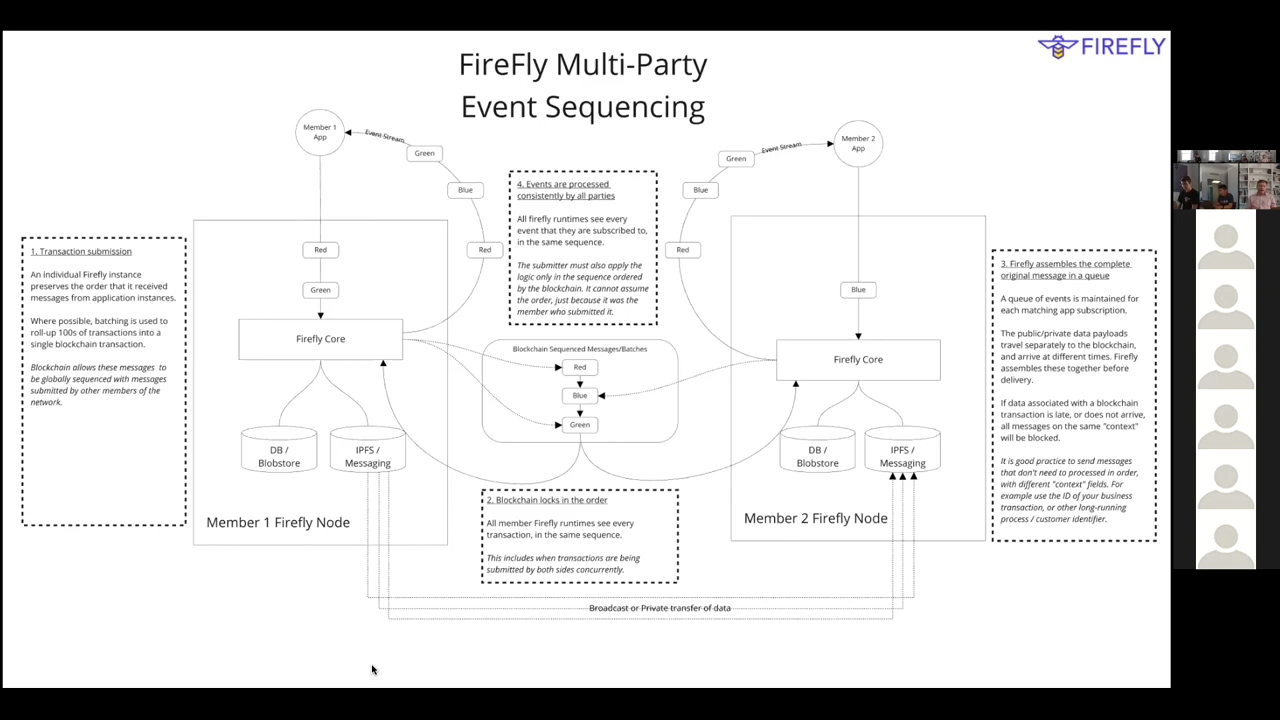 FIREFLY
FireFly Multi-Party
Event Sequencing
Member 1
App
Event Stream
Green
Blue
Red
Member 2
App
Event Stream
Green
Blue
Red
1. Transaction submission
An individual Firefly instance
preserves the order that it received
messages from application instances.
Where possible, batching is used to
roll-up 100s of transactions into a
single blockchain transaction.
Blockchain allows these messages to
be globally sequenced with messages
submitted by other members of the
network.
Red
Green
Firefly Core
DB /
Blobstore
IPFS /
Messaging
Member 1 Firefly Node
4. Events are processed
consistently by all parties
All firefly runtimes see every
event that they are subscribed to,
in the same sequence.
The submitter must also apply the
logic only in the sequence ordered
by the blockchain. It cannot assume
the order, just because it was the
member who submitted it.
Blockchain Sequenced Messages/Batches
Red
Blue
Green
2. Blockchain locks in the order
All member Firefly runtimes see every
transaction, in the same sequence.
This includes when transactions are being
submitted by both sides concurrently.
Blue
Firefly Core
DB /
Blobstore
IPFS /
Messaging
Member 2 Firefly Node
3. Firefly assembles the complete
original message in a queue
A queue of events is maintained for
each matching app subscription.
The public/private data payloads
travel separately to the blockchain,
and arrive at different times. Firefly
assembles these together before
delivery.
If data associated with a blockchain
transaction is late, or does not arrive,
all messages on the same "context"
will be blocked.
It is good practice to send messages
that don't need to processed in order,
with different "context" fields. For
example use the ID of your business
transaction, or other long-running
process / customer identifier.
Broadcast or Private transfer of data